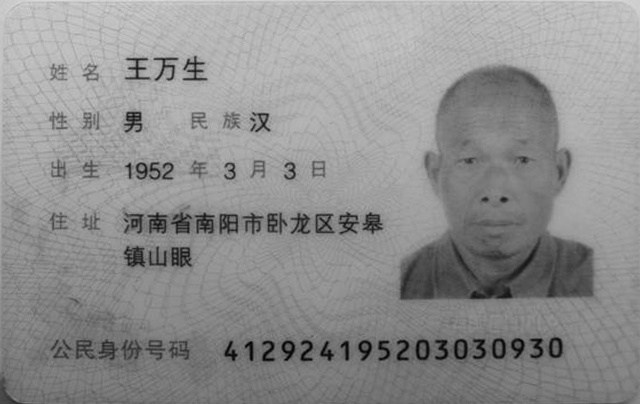 姓名 王万生
性别 男 民族 汉
出生 1952 年 3 月 3 日
住址 河南省南阳市卧龙区安皋
镇山眼
公民身份号码 412924195203030930